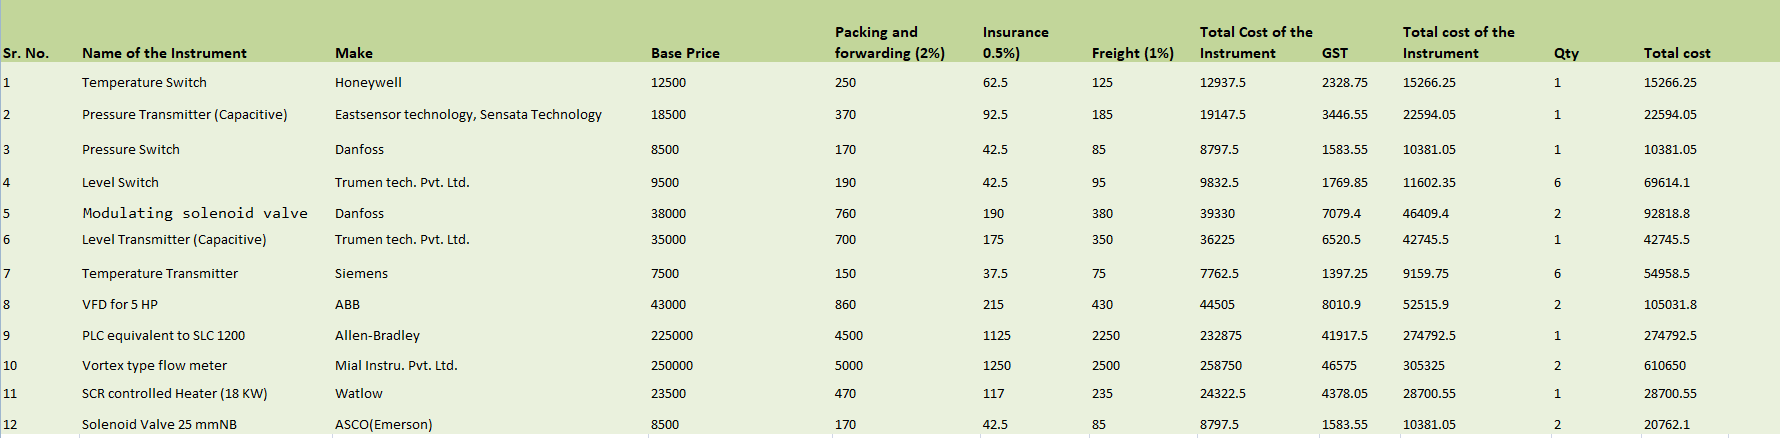 Sr. No. Name of the Instrument Make Base Price Packing and forwarding (2%) Insurance 0.5%) Freight (1%) Total Cost of the Instrument GST Total cost of the Instrument Qty Total cost
1 Temperature Switch Honeywell 12500 250 62.5 125 12937.5 2328.75 15266.25 1 15266.25
2 Pressure Transmitter (Capacitive) Eastsensor technology, Sensata Technology 18500 370 92.5 185 19147.5 3446.55 22594.05 1 22594.05
3 Pressure Switch Danfoss 8500 170 42.5 85 8797.5 1583.55 10381.05 1 10381.05
4 Level Switch Trumen tech. Pvt. Ltd. 9500 190 42.5 95 9832.5 1769.85 11602.35 6 69614.1
5 Modulating solenoid valve Danfoss 38000 760 190 380 39330 7079.4 46409.4 2 92818.8
6 Level Transmitter (Capacitive) Trumen tech. Pvt. Ltd. 35000 700 175 350 36225 6520.5 42745.5 1 42745.5
7 Temperature Transmitter Siemens 7500 150 37.5 75 7762.5 1397.25 9159.75 6 54958.5
8 VFD for 5 HP ABB 43000 860 215 430 44505 8010.9 52515.9 2 105031.8
9 PLC equivalent to SLC 1200 Allen-Bradley 225000 4500 1125 2250 232875 41917.5 274792.5 1 274792.5
10 Vortex type flow meter Mial Instru. Pvt. Ltd. 250000 5000 1250 2500 258750 46575 305325 2 610650
11 SCR controlled Heater (18 KW) Watlow 23500 470 117 235 24322.5 4378.05 28700.55 1 28700.55
12 Solenoid Valve 25 mmNB ASCO(Emerson) 8500 170 42.5 85 8797.5 1583.55 10381.05 2 20762.1